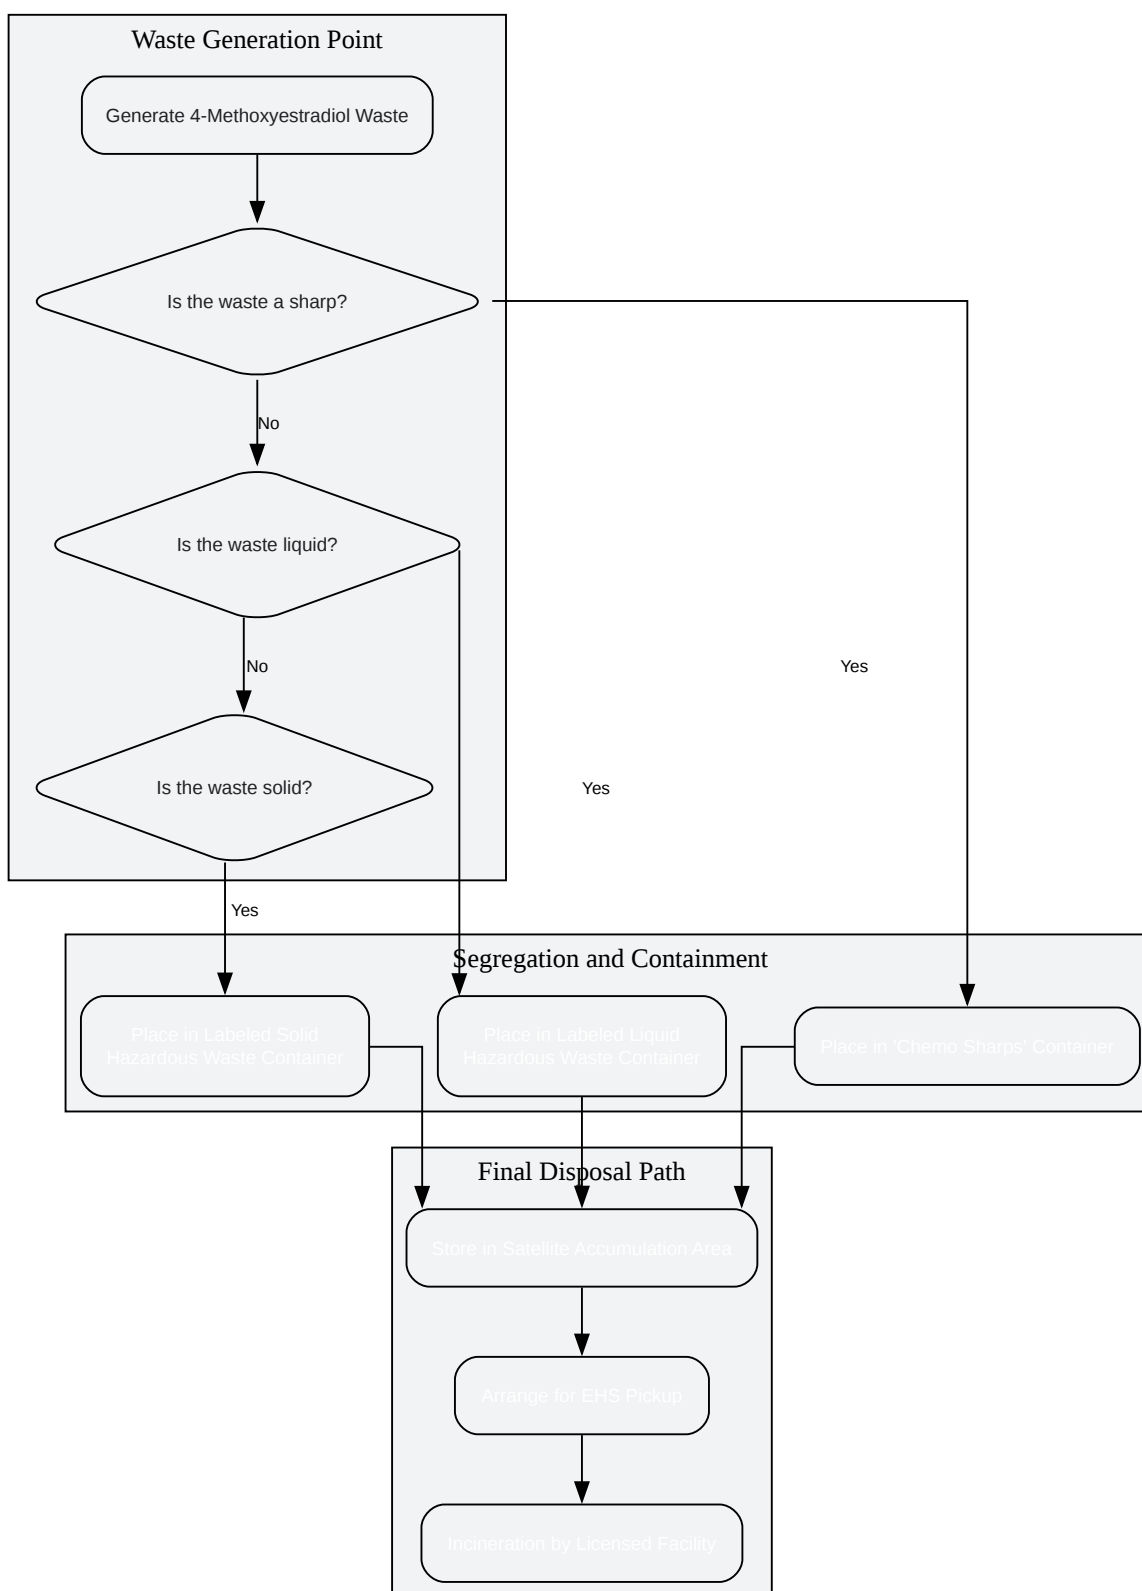 Waste Generation Point
Generate 4-Methoxyestradiol Waste
Is the waste a sharp?
No
Is the waste liquid?
No
Yes
Is the waste solid?
Yes
Yes
Segregation and Containment
Place in Labeled Solid
Hazardous Waste Container
Place in Labeled Liquid
Hazardous Waste Container
Place in 'Chemo Sharps' Container
Final Disposal Path
Store in Satellite Accumulation Area
Arrange for EHS Pickup
Incineration by Licensed Facility